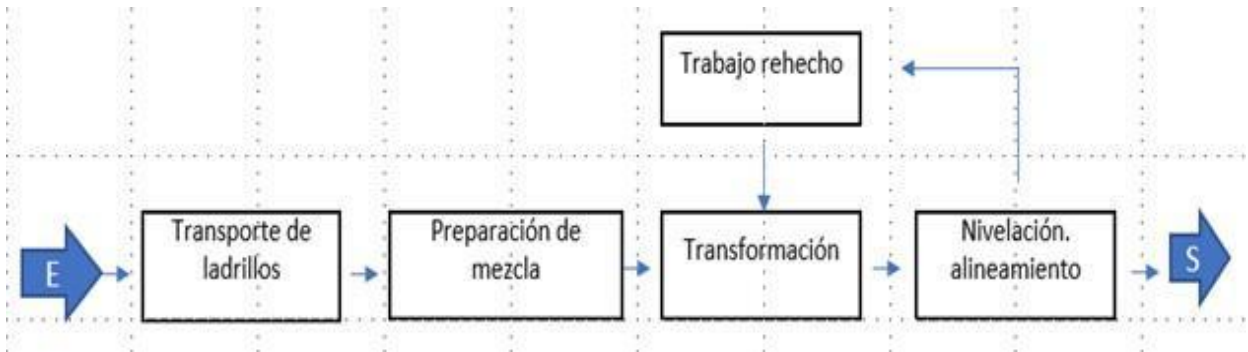 Trabajo rehecho
E
Transporte de
ladrillos
Preparación de
mezcla
Transformación
Nivelación.
alineamiento
S